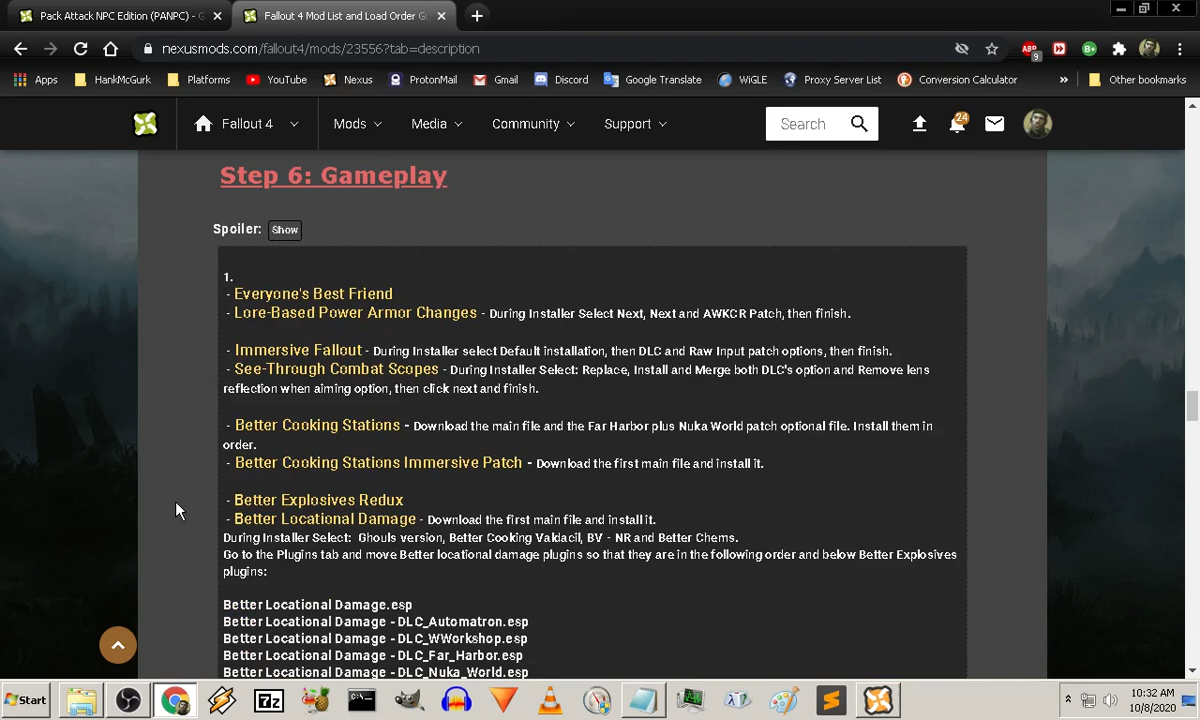 Pack Attack NPC Edition (PANPC) - G
Fallout 4 Mod List and Load Order G
nexusmods.com/fallout4/mods/23556?tab=description
9
Apps HankMcGurk Platforms YouTube Nexus ProtonMail Gmail Discord Google Translate WiGLE Proxy Server List Conversion Calculator » Other bookmarks
Fallout 4 Mods Media Community Support Search 24
Step 6: Gameplay
Spoiler: Show
1.
- Everyone's Best Friend
- Lore-Based Power Armor Changes - During Installer Select Next, Next and AWKCR Patch, then finish.
- Immersive Fallout - During Installer select Default installation, then DLC and Raw Input patch options, then finish.
- See-Through Combat Scopes - During Installer Select: Replace, Install and Merge both DLC's option and Remove lens
reflection when aiming option, then click next and finish.
- Better Cooking Stations - Download the main file and the Far Harbor plus Nuka World patch optional file. Install them in
order.
- Better Cooking Stations Immersive Patch - Download the first main file and install it.
- Better Explosives Redux
- Better Locational Damage - Download the first main file and install it.
During Installer Select: Ghouls version, Better Cooking Valdacil, BV - NR and Better Chems.
Go to the Plugins tab and move Better locational damage plugins so that they are in the following order and below Better Explosives
plugins:
Better Locational Damage.esp
Better Locational Damage - DLC_Automatron.esp
Better Locational Damage - DLC_WWorkshop.esp
Better Locational Damage - DLC_Far_Harbor.esp
Better Locational Damage - DLC_Nuka_World.esp
Start
7z
10:32 AM
10/8/2020